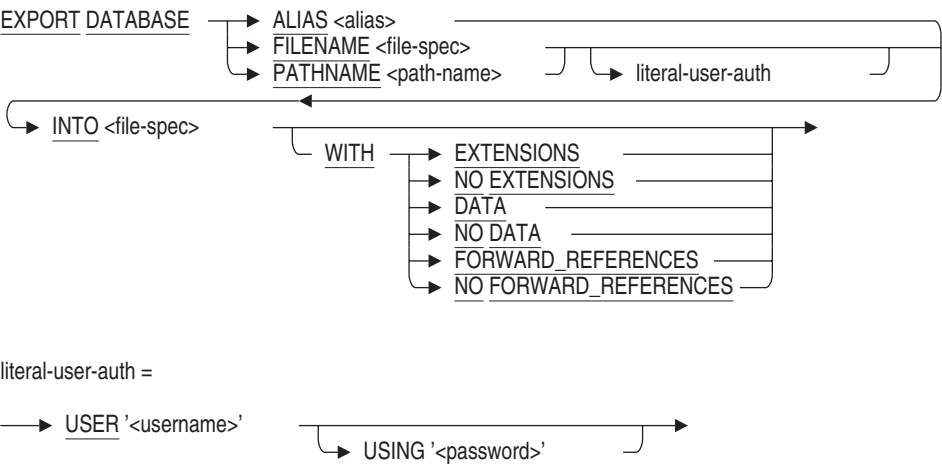 EXPORT DATABASE ALIAS <alias>
FILENAME <file-spec>
PATHNAME <path-name> literal-user-auth
INTO <file-spec>
WITH EXTENSIONS
NO EXTENSIONS
DATA
NO DATA
FORWARD_REFERENCES
NO FORWARD_REFERENCES
literal-user-auth =
USER '<username>'
USING '<password>'